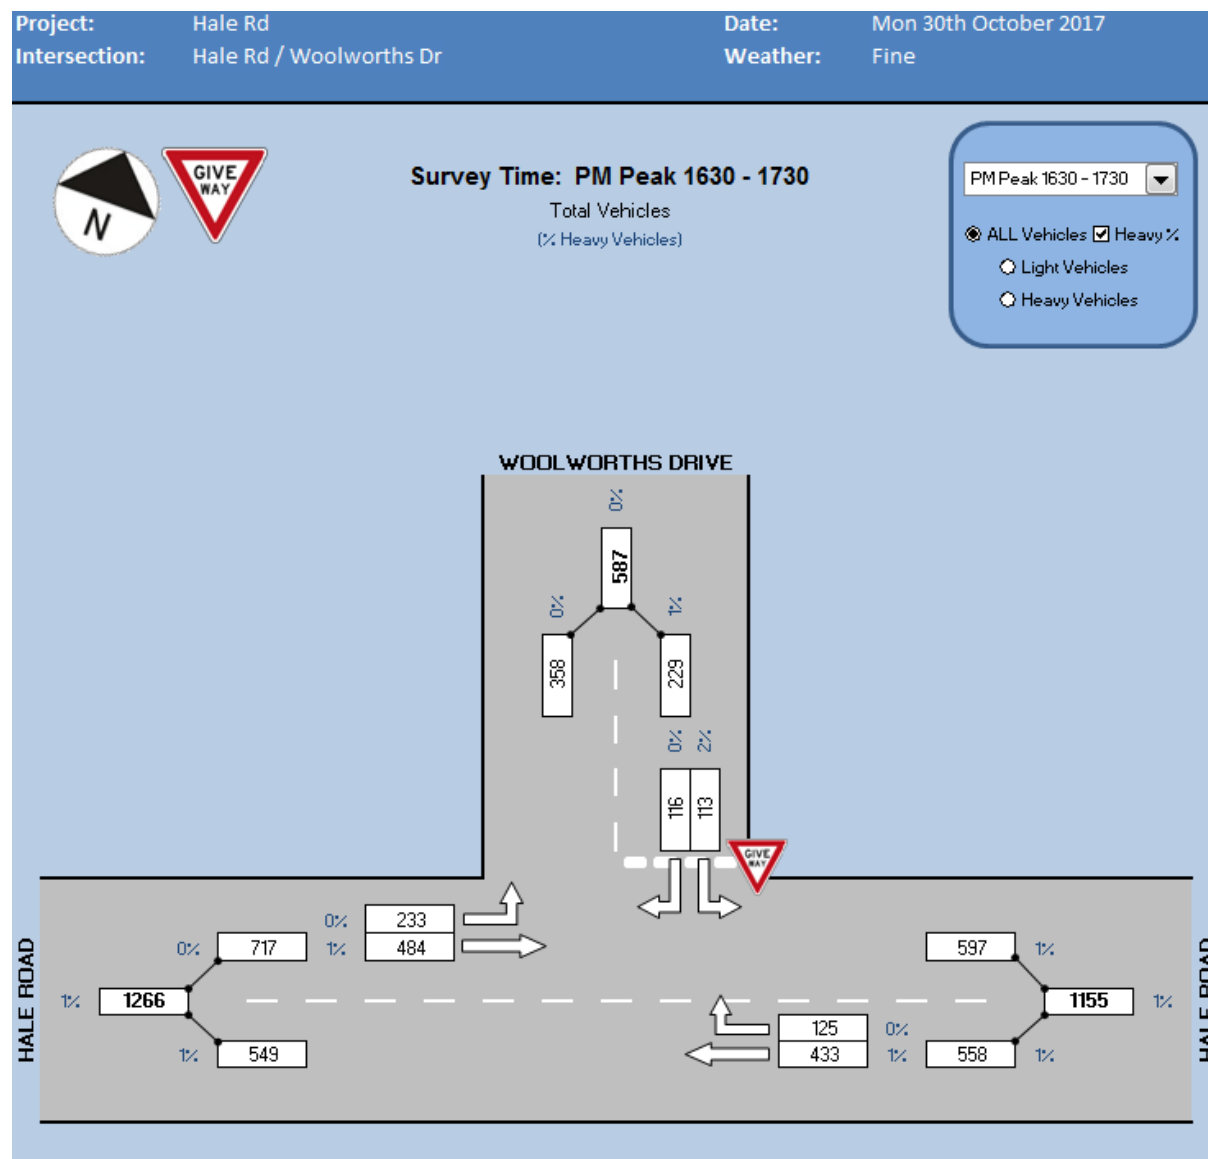 Project: Hale Rd Date: Mon 30th October 2017
Intersection: Hale Rd / Woolworths Dr Weather: Fine
N
GIVE
WAY
Survey Time: PM Peak 1630 - 1730
Total Vehicles
(% Heavy Vehicles)
PM Peak 1630 - 1730
ALL Vehicles Heavy %
Light Vehicles
Heavy Vehicles
WOOLWORTHS DRIVE
0%
587
0% 1%
358 229
0% 2%
116 113
GIVE
WAY
0% 233
0% 717 1% 484
597 1%
HALE ROAD
1% 1266
1155 1%
HALE ROAD
125 0%
1% 549
433 1% 558 1%